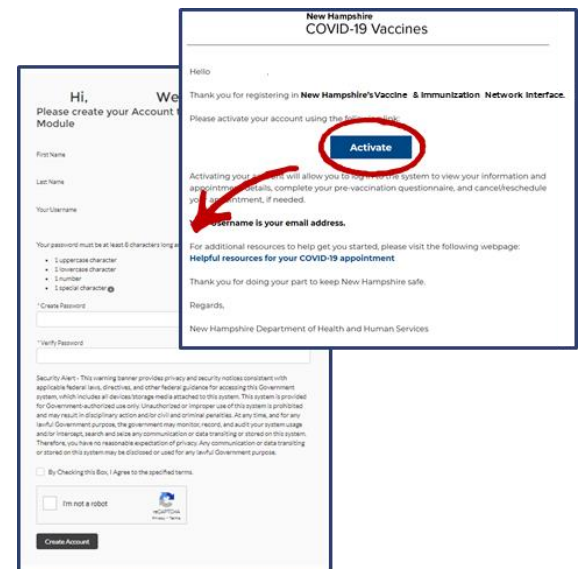 New Hampshire
COVID-19 Vaccines
Hello ,
Thank you for registering in New Hampshire's Vaccine & Immunization Network Interface.
Please activate your account using the following link:
Activate
Activating your account will allow you to log in to the system to view your information and
appointment details, complete your pre-vaccination questionnaire, and cancel/reschedule
your appointment, if needed.
username is your email address.
For additional resources to help get you started, please visit the following webpage:
Helpful resources for your COVID-19 appointment
Thank you for doing your part to keep New Hampshire safe.
Regards,
New Hampshire Department of Health and Human Services
Hi, We
Please create your Account t
Module
First Name
Last Name
Your Username
Your password must be at least 8 characters long a
1 uppercase character
1 lowercase character
1 number
1 special character
* Create Password
* Verify Password
Security Alert - This warning banner provides privacy and security notices consistent with
applicable federal laws, directives, and other federal guidance for accessing this Government
system, which includes all devices/storage media attached to this system. This system is provided
for Government-authorized use only. Unauthorized or improper use of this system is prohibited
and may result in disciplinary action and/or civil and criminal penalties. At any time, and for any
lawful Government purpose, the government may monitor, record, and audit your system usage
and/or intercept, search and seize any communication or data transiting or stored on this system.
Therefore, you have no reasonable expectation of privacy. Any communication or data transiting
or stored on this system may be disclosed or used for any lawful Government purpose.
By Checking this Box, I Agree to the specified terms.
I'm not a robot
reCAPTCHA
Privacy - Terms
Create Account